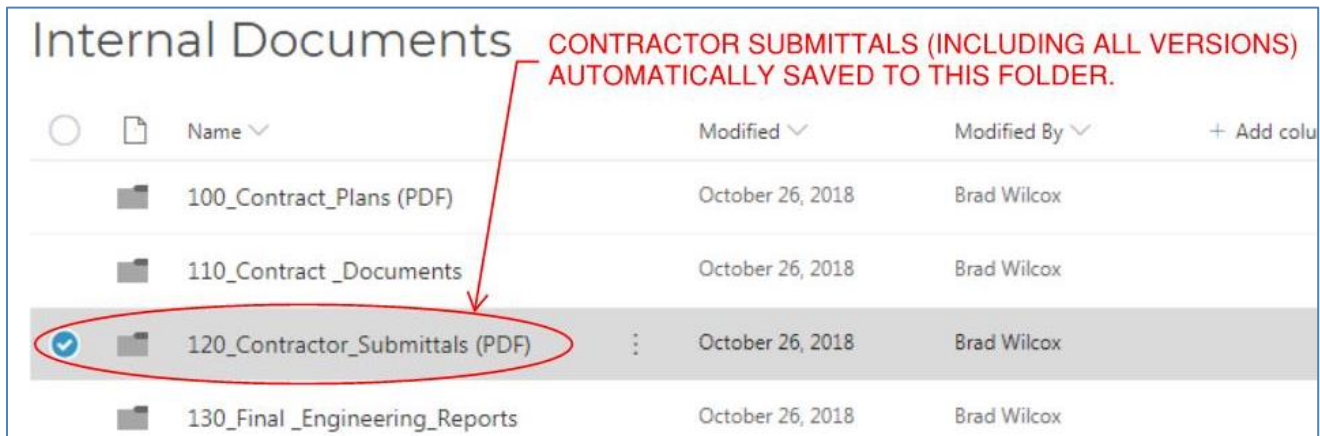 Internal Documents
CONTRACTOR SUBMITTALS (INCLUDING ALL VERSIONS)
AUTOMATICALLY SAVED TO THIS FOLDER.
Name Modified Modified By + Add colu
100_Contract_Plans (PDF) October 26, 2018 Brad Wilcox
110_Contract _Documents October 26, 2018 Brad Wilcox
120_Contractor_Submittals (PDF) October 26, 2018 Brad Wilcox
130_Final _Engineering_Reports October 26, 2018 Brad Wilcox